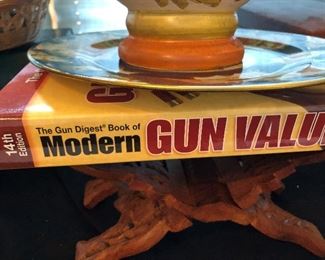 14th
Edition
The Gun Digest® Book of
Modern GUN VALU